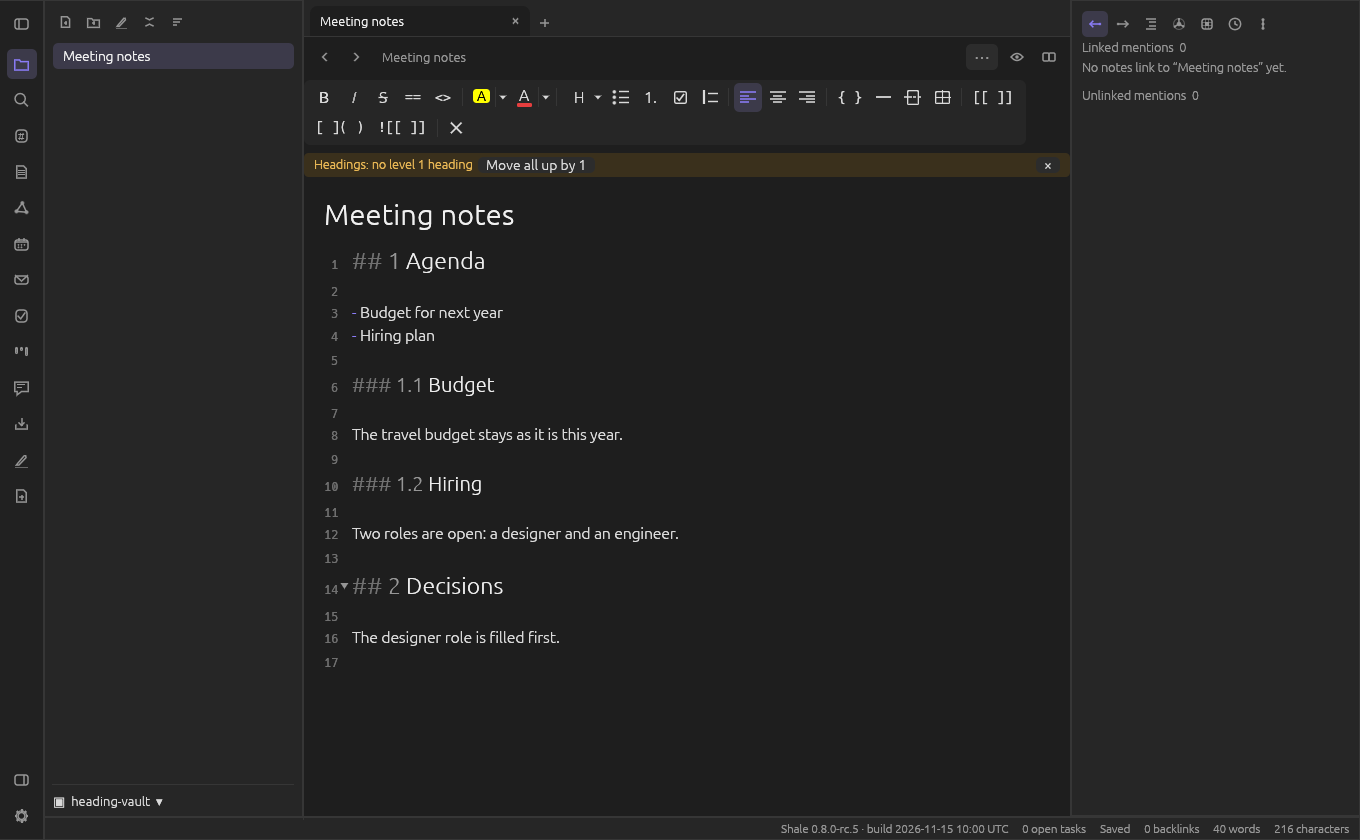 Meeting notes
heading-vault ▼
Meeting notes ×  +
Meeting notes
B I S == <> A A H 1. { } [[ ]]
[ ]( ) ![[ ]]
Headings: no level 1 heading Move all up by 1 ×
Meeting notes
1 ## 1 Agenda
2
3 - Budget for next year
4 - Hiring plan
5
6 ### 1.1 Budget
7
8 The travel budget stays as it is this year.
9
10 ### 1.2 Hiring
11
12 Two roles are open: a designer and an engineer.
13
14 ## 2 Decisions
15
16 The designer role is filled first.
17
Linked mentions 0
No notes link to “Meeting notes” yet.
Unlinked mentions 0
Shale 0.8.0-rc.5 · build 2026-11-15 10:00 UTC 0 open tasks Saved 0 backlinks 40 words 216 characters